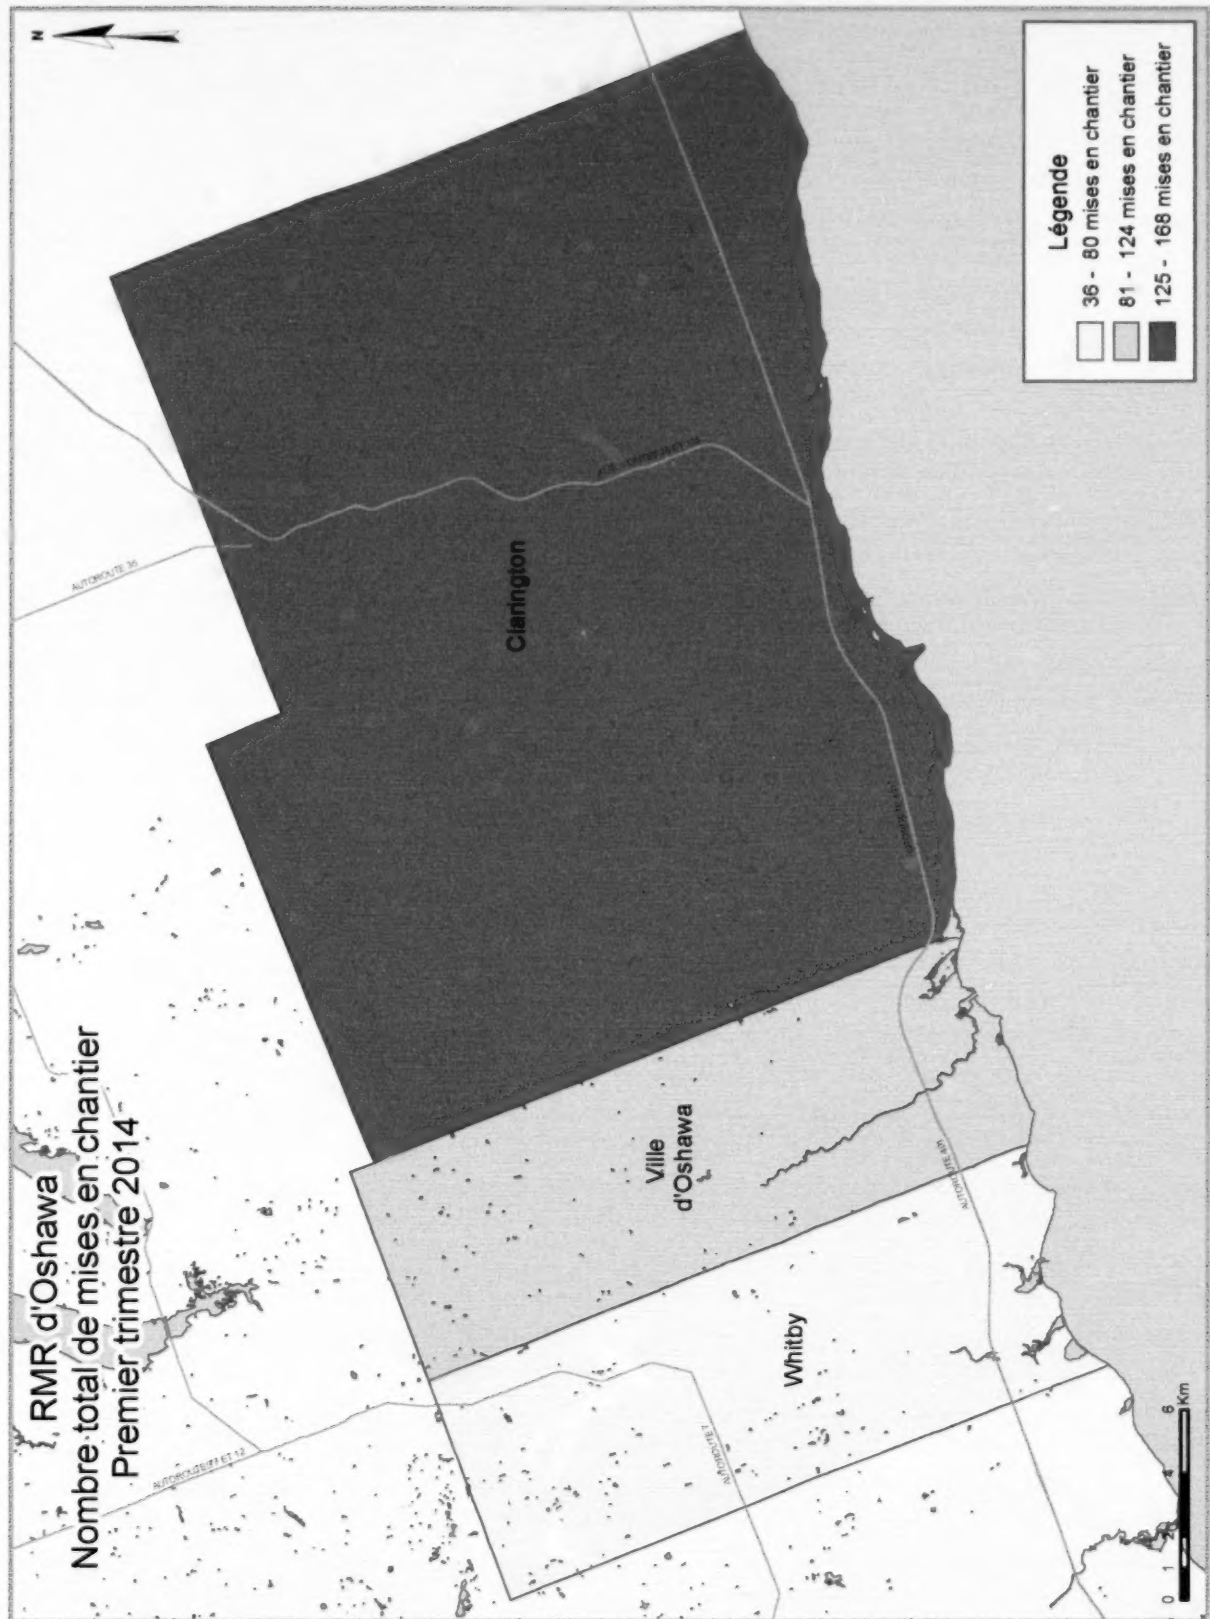 RMR d'Oshawa
Nombre total de mises en chantier
Premier trimestre 2014
N
AUTOROUTE 35
Clarington
Ville
d'Oshawa
AUTOROUTE 401
Whitby
AUTOROUTE 7
Légende
36 - 80 mises en chantier
81 - 124 mises en chantier
125 - 168 mises en chantier
0 1 2 4 6
Km